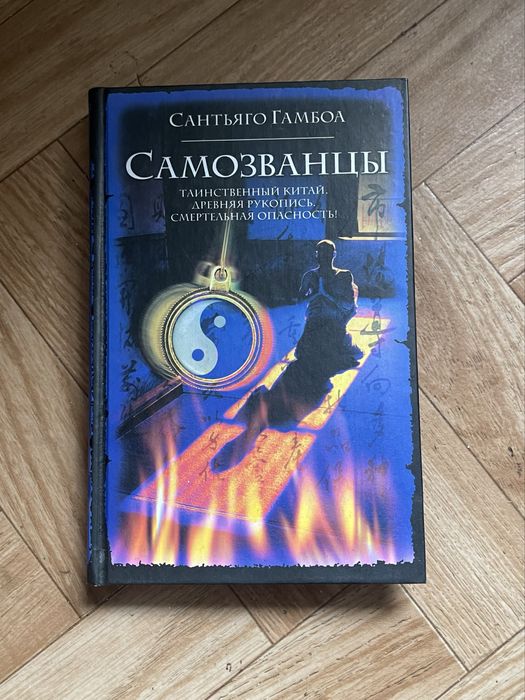 Сантьяго Гамбоа
Самозванцы
Таинственный Китай.
Древняя рукопись.
Смертельная опасность!